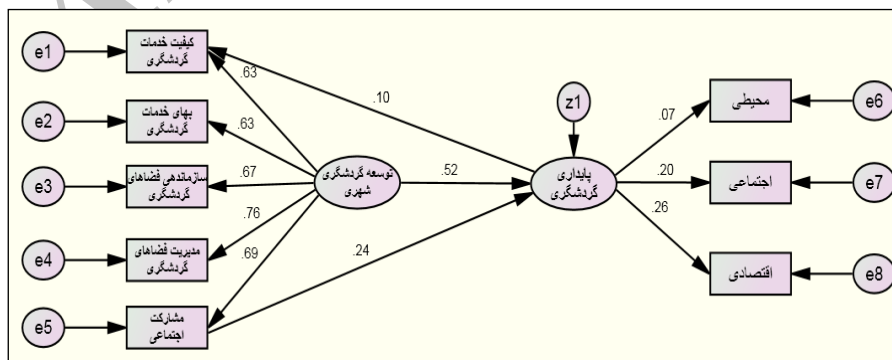 e1
کیفیت خدمات
گردشگری
e2
بهای خدمات
گردشگری
e3
سازماندهی فضاهای
گردشگری
e4
مدیریت فضاهای
گردشگری
e5
مشارکت
اجتماعی
.63
.63
.67
.76
.69
توسعه گردشگری
شهری
.10
.52
.24
z1
پایداری
گردشگری
.07
.20
.26
محیطی
e6
اجتماعی
e7
اقتصادی
e8